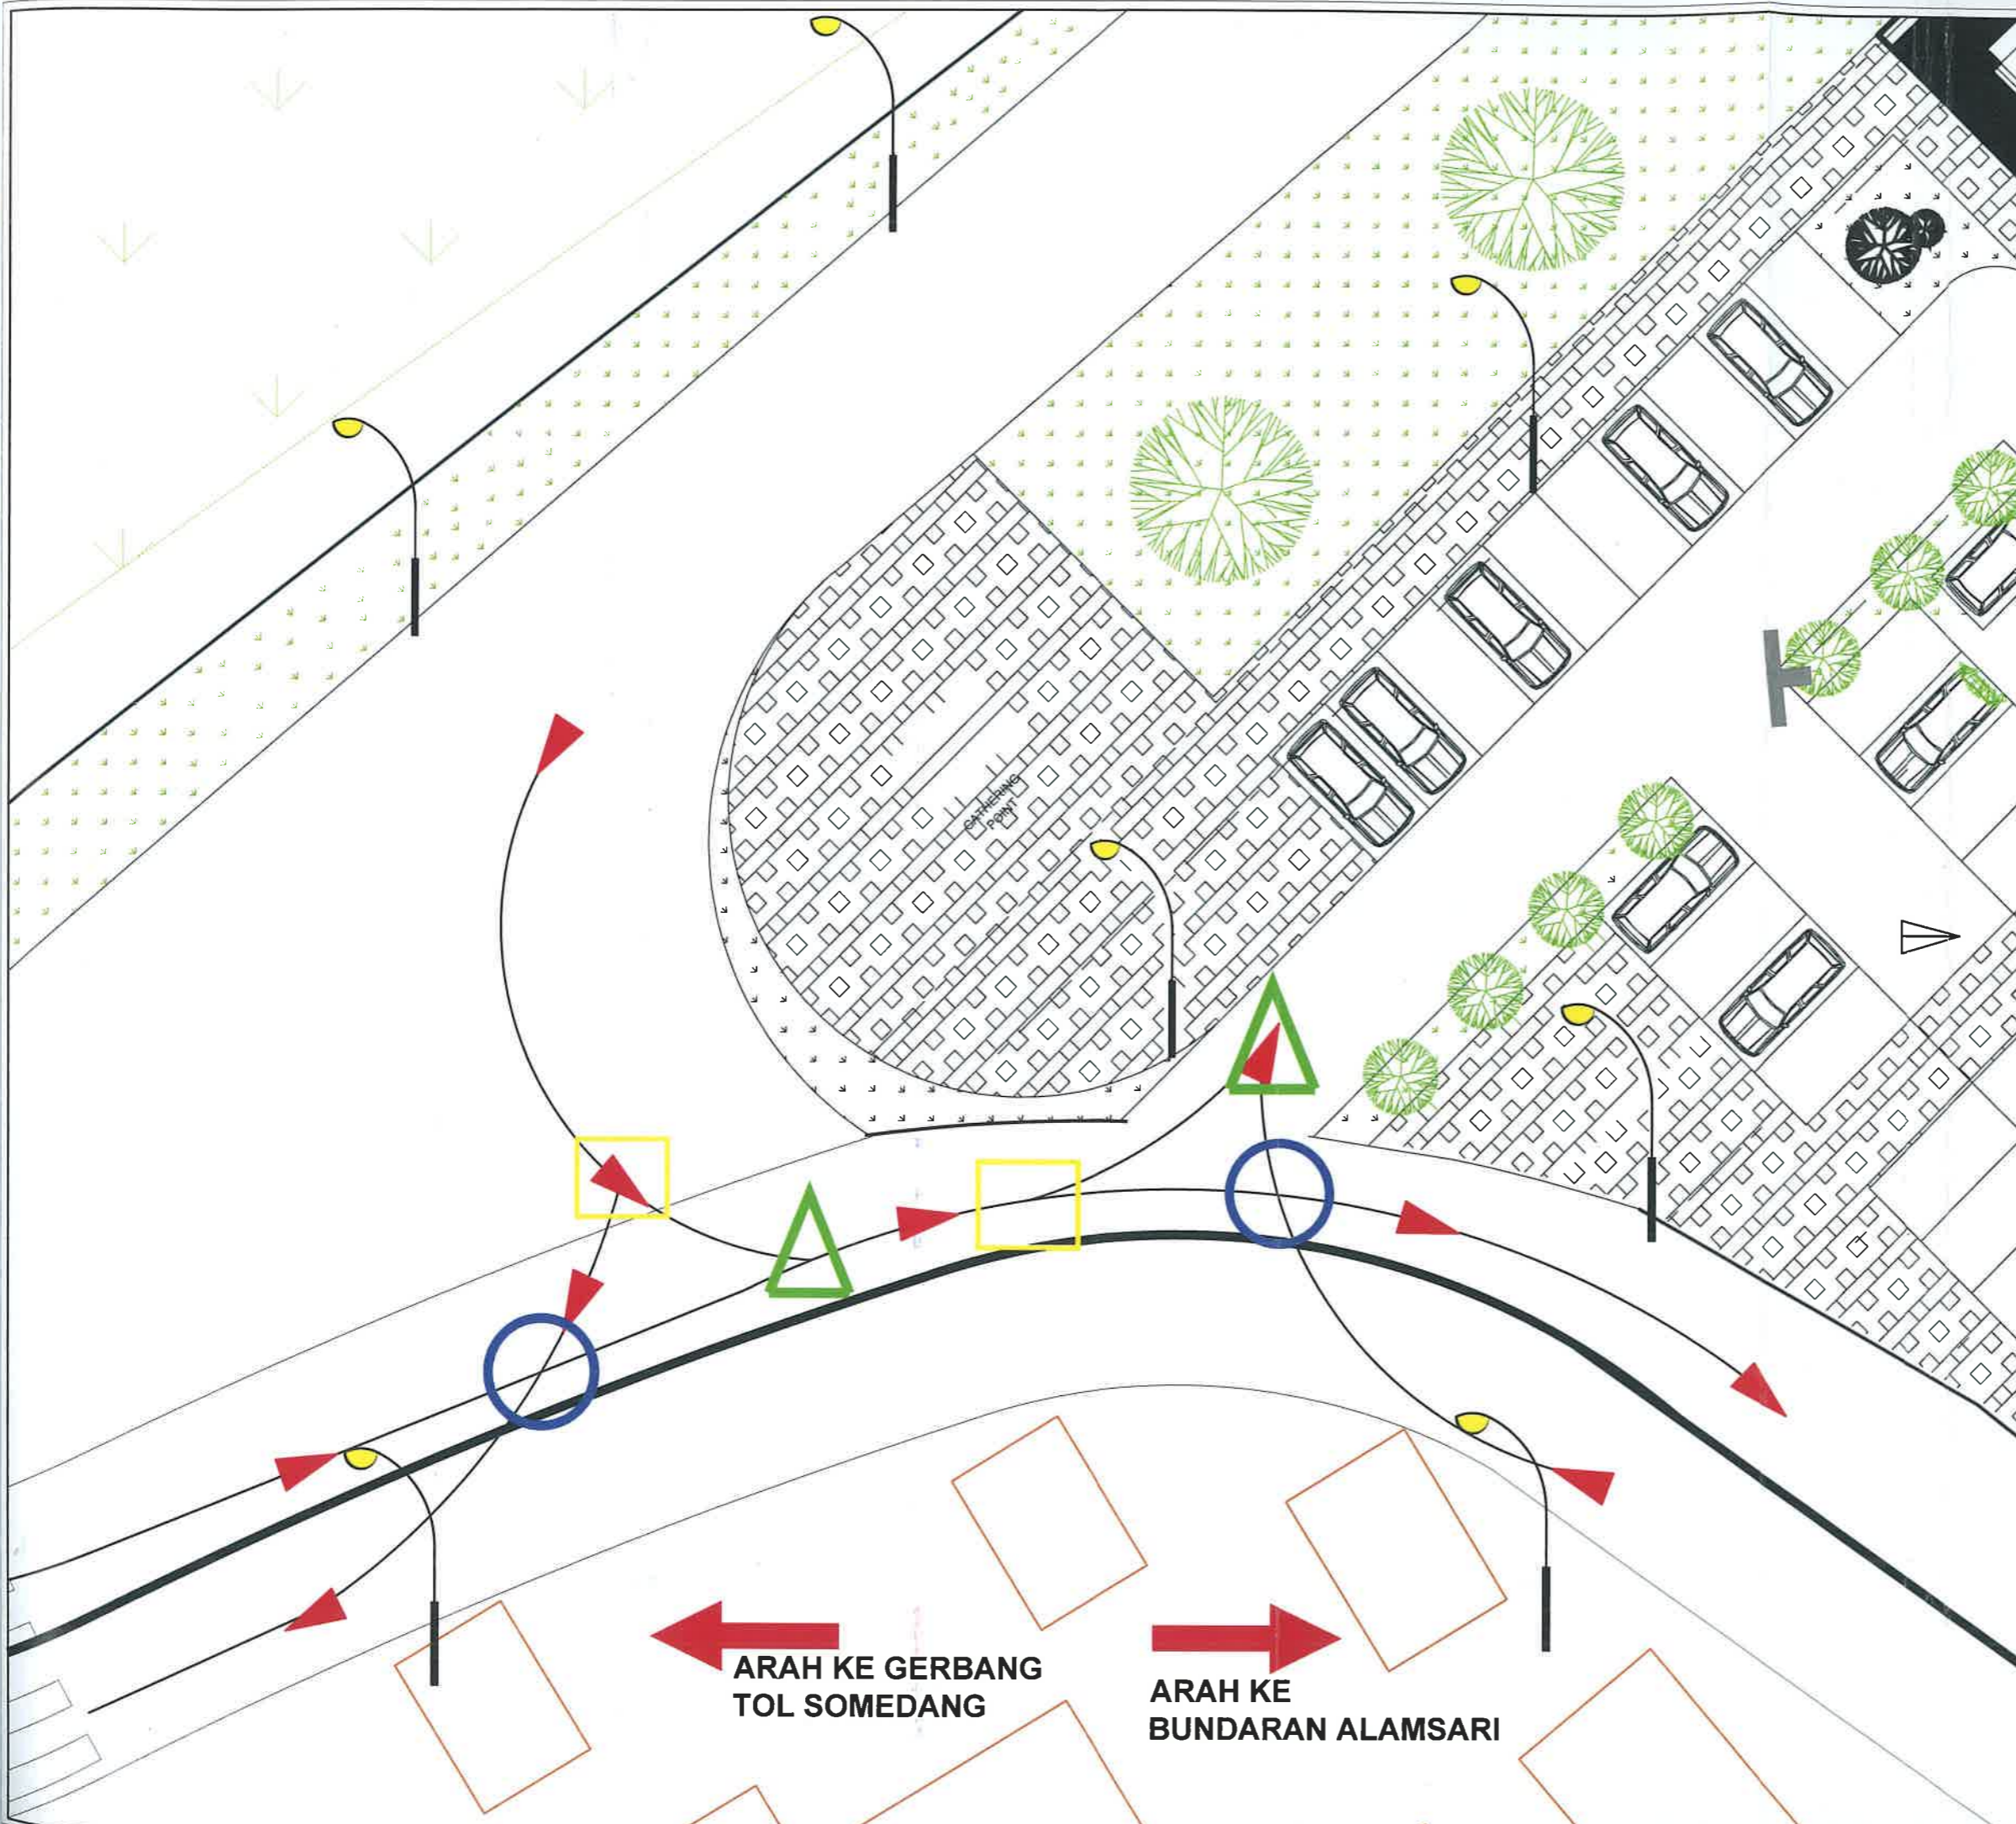 GATHERING
POINT
ARAH KE GERBANG
TOL SOMEDANG
ARAH KE
BUNDARAN ALAMSARI